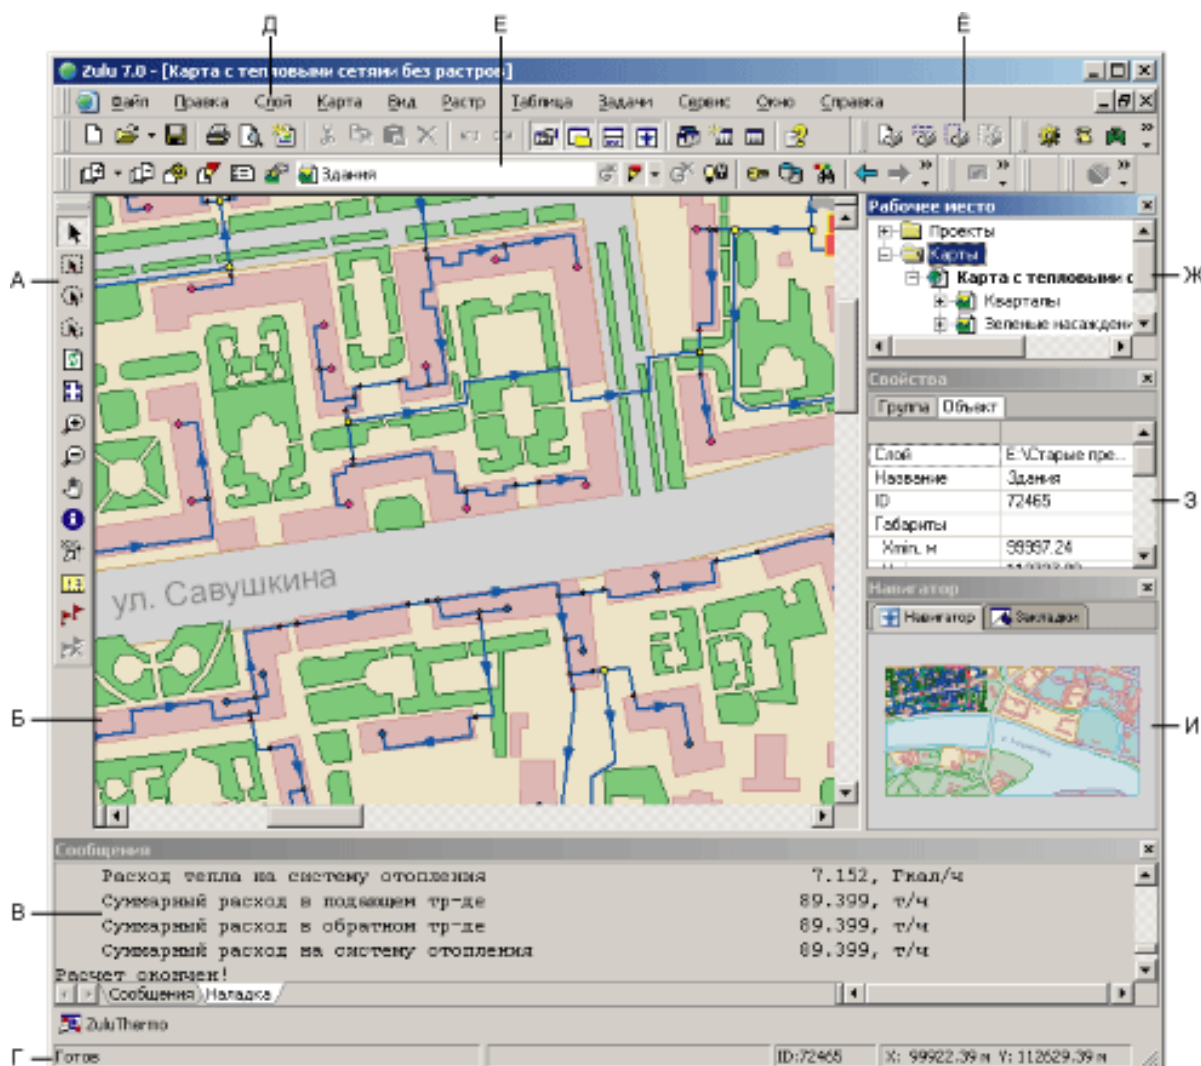 Д Е Ё
Zulu 7.0 - [Карта с тепловыми сетями без растров]
Файл Правка Слой Карта Вид Растр Таблица Задачи Сервис Окно Справка
Здания
А
Б
В
Г
Ж
З
И
ул. Савушкина
Рабочее место
Проекты
Карты
Карта с тепловыми с
Кварталы
Зеленые насажден
Свойства
Группа Объект
Слой E:\Старые пре...
Название Здания
ID 72465
Габариты
Xmin, м 99997.24
Навигатор
Навигатор Закладки
Сообщения
Расход тепла на систему отопления 7.152, Гкал/ч
Суммарный расход в подающем тр-де 89.399, т/ч
Суммарный расход в обратном тр-де 89.399, т/ч
Суммарный расход на систему отопления 89.399, т/ч
Расчет окончен!
Сообщения Наладка
ZuluThermo
Готов ID:72465 X: 99922.39 м Y: 112629.39 м